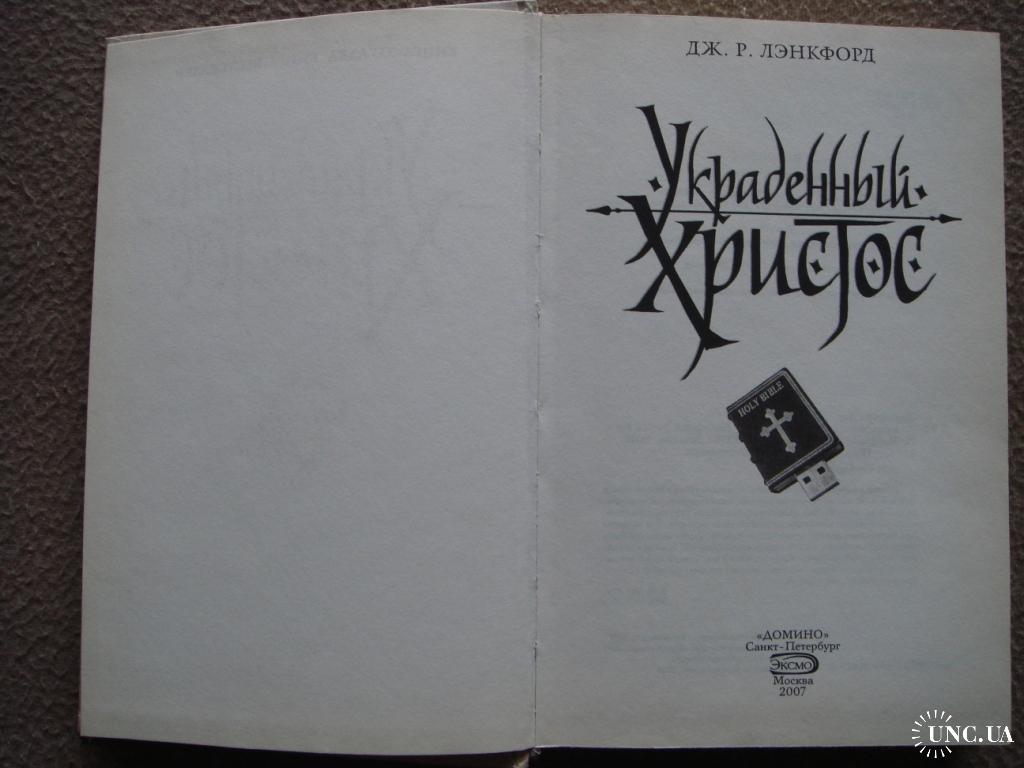 ДЖ. Р. ЛЭНКФОРД
Украденный
Христос
HOLY BIBLE
«ДОМИНО»
Санкт-Петербург
ЭКСМО
Москва
2007
UNC.UA